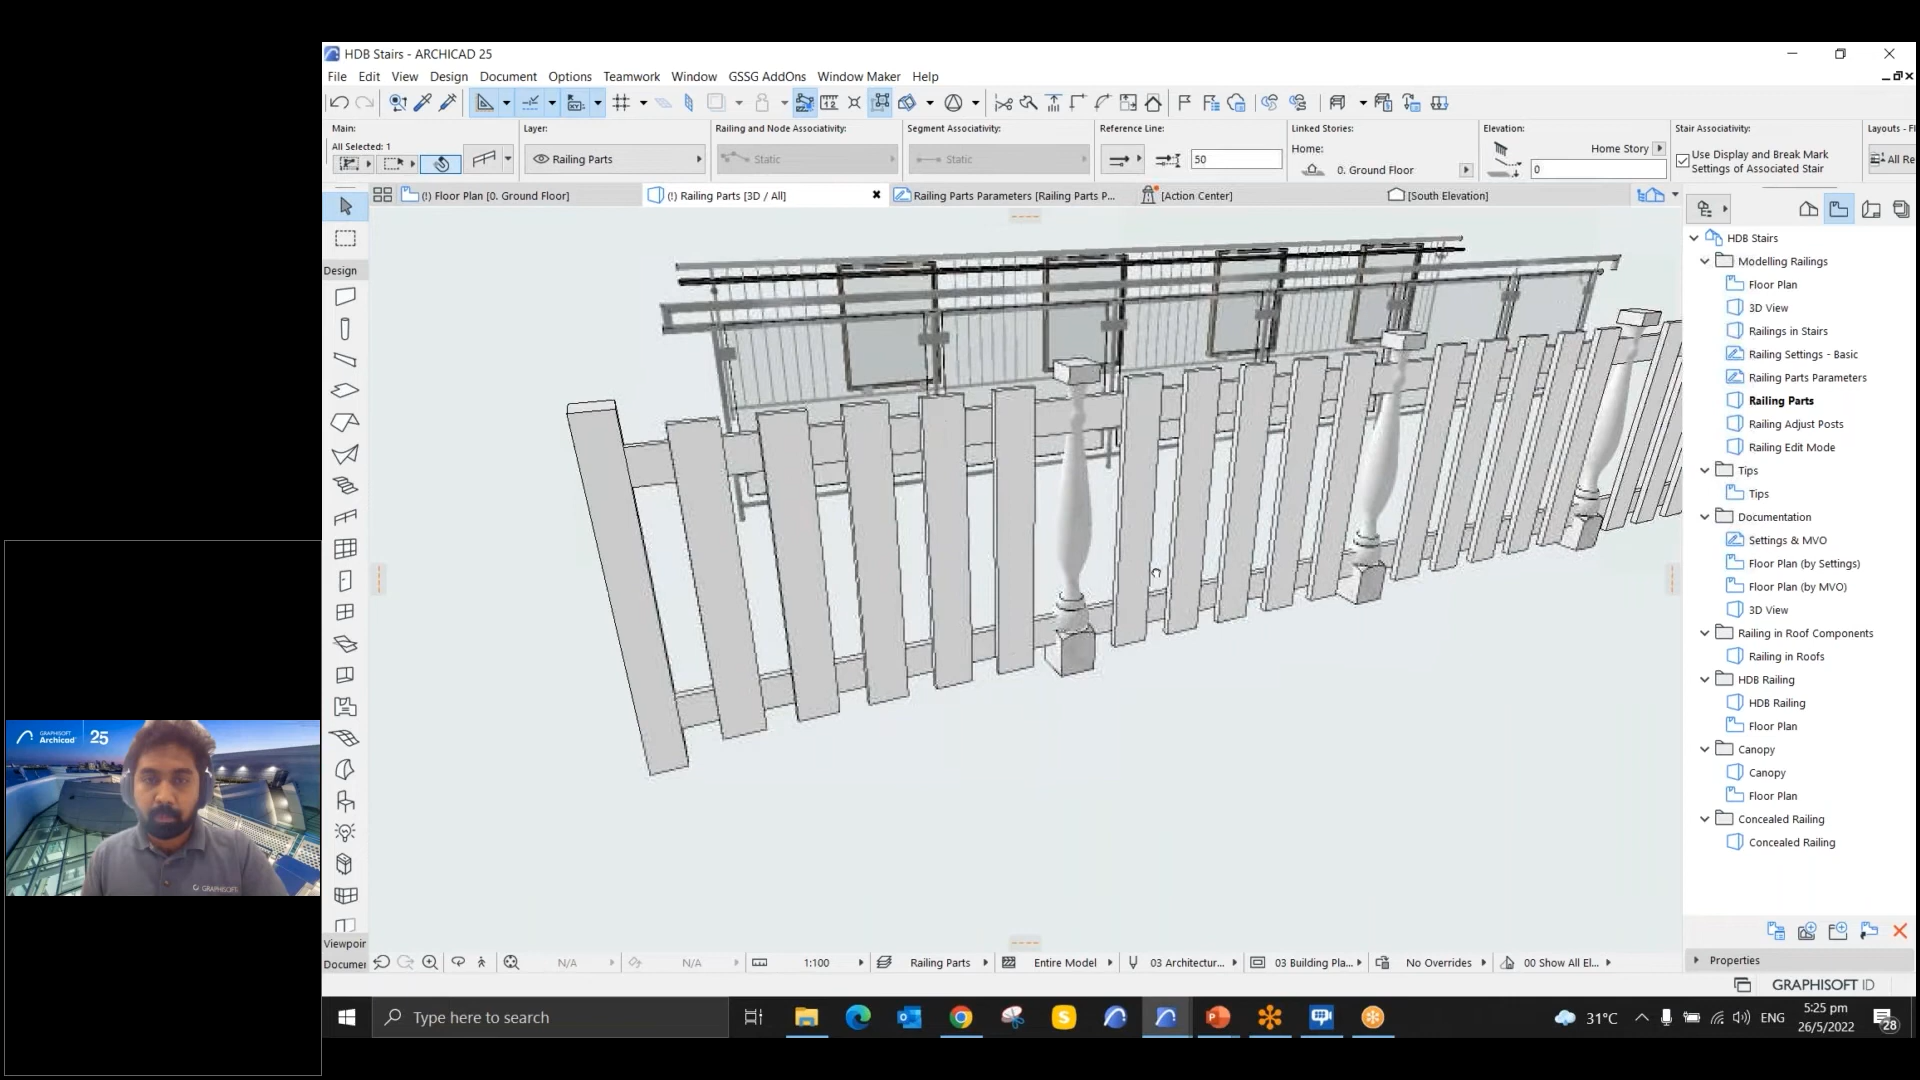 HDB Stairs - ARCHICAD 25
File Edit View Design Document Options Teamwork Window GSSG AddOns Window Maker Help
Main:
All Selected: 1
Layer:
Railing Parts
Railing and Node Associativity:
Static
Segment Associativity:
Static
Reference Line:
50
Linked Stories:
Home:
0. Ground Floor
Elevation:
Home Story
0
Stair Associativity:
Use Display and Break Mark
Settings of Associated Stair
Layouts - Fl
All Re
(!) Floor Plan [0. Ground Floor]
(!) Railing Parts [3D / All]
Railing Parts Parameters [Railing Parts P...
[Action Center]
[South Elevation]
Design
Viewpoir
Documer
HDB Stairs
Modelling Railings
Floor Plan
3D View
Railings in Stairs
Railing Settings - Basic
Railing Parts Parameters
Railing Parts
Railing Adjust Posts
Railing Edit Mode
Tips
Tips
Documentation
Settings & MVO
Floor Plan (by Settings)
Floor Plan (by MVO)
3D View
Railing in Roof Components
Railing in Roofs
HDB Railing
HDB Railing
Floor Plan
Canopy
Canopy
Floor Plan
Concealed Railing
Concealed Railing
Properties
GRAPHISOFT ID
GRAPHISOFT
Archicad 25
GRAPHISOFT
N/A
N/A
1:100
Railing Parts
Entire Model
03 Architectur...
03 Building Pla...
No Overrides
00 Show All El...
Type here to search
31°C
ENG
5:25 pm
26/5/2022
28